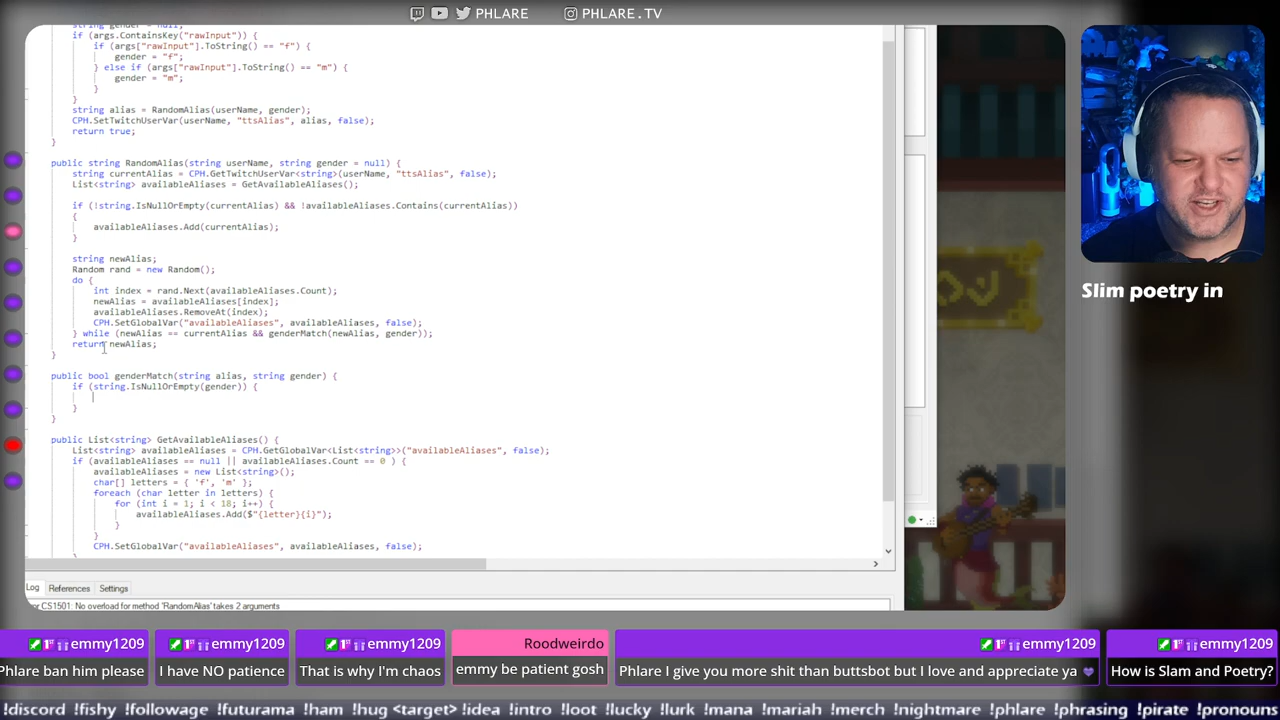 PHLARE PHLARE.TV
if (args.ContainsKey("rawInput")) {
if (args["rawInput"].ToString() == "f") {
gender = "f";
} else if (args["rawInput"].ToString() == "m") {
gender = "m";
}
}
string alias = RandomAlias(userName, gender);
CPH.SetTwitchUserVar(userName, "ttsAlias", alias, false);
return true;
}
public string RandomAlias(string userName, string gender = null) {
string currentAlias = CPH.GetTwitchUserVar<string>(userName, "ttsAlias", false);
List<string> availableAliases = GetAvailableAliases();
if (!string.IsNullOrEmpty(currentAlias) && !availableAliases.Contains(currentAlias))
{
availableAliases.Add(currentAlias);
}
string newAlias;
Random rand = new Random();
do {
int index = rand.Next(availableAliases.Count);
newAlias = availableAliases[index];
availableAliases.RemoveAt(index);
CPH.SetGlobalVar("availableAliases", availableAliases, false);
} while (newAlias == currentAlias && genderMatch(newAlias, gender));
return newAlias;
}
public bool genderMatch(string alias, string gender) {
if (string.IsNullOrEmpty(gender)) {
}
}
public List<string> GetAvailableAliases() {
List<string> availableAliases = CPH.GetGlobalVar<List<string>>("availableAliases", false);
if (availableAliases == null || availableAliases.Count == 0 ) {
availableAliases = new List<string>();
char[] letters = { 'f', 'm' };
foreach (char letter in letters) {
for (int i = 1; i < 18; i++) {
availableAliases.Add($"{letter}{i}");
}
}
CPH.SetGlobalVar("availableAliases", availableAliases, false);
Log References Settings
CS1501: No overload for method 'RandomAlias' takes 2 arguments
Slim poetry in
1st emmy1209
Phlare ban him please
1st emmy1209
I have NO patience
1st emmy1209
That is why I'm chaos
Roodweirdo
emmy be patient gosh
1st emmy1209
Phlare I give you more shit than buttsbot but I love and appreciate ya 💜
1st emmy1209
How is Slam and Poetry?
!discord !fishy !followage !futurama !ham !hug <target> !idea !intro !loot !lucky !lurk !mana !mariah !merch !nightmare !phlare !phrasing !pirate !pronouns